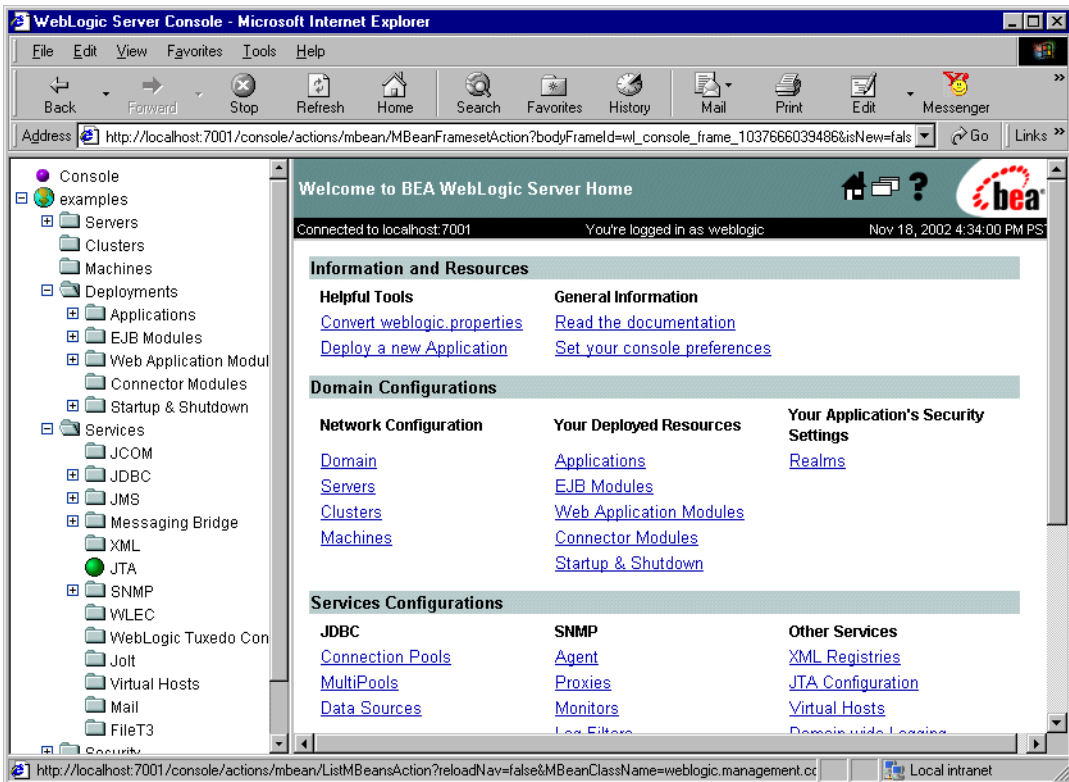 WebLogic Server Console - Microsoft Internet Explorer
File Edit View Favorites Tools Help
Back Forward Stop Refresh Home Search Favorites History Mail Print Edit Messenger
Address http://localhost:7001/console/actions/mbean/MBeanFramesetAction?bodyFrameId=wl_console_frame_1037666039486&isNew=fals Go Links
Console
examples
Servers
Clusters
Machines
Deployments
Applications
EJB Modules
Web Application Modul
Connector Modules
Startup & Shutdown
Services
JCOM
JDBC
JMS
Messaging Bridge
XML
JTA
SNMP
WLEC
WebLogic Tuedo Con
Jolt
Virtual Hosts
Mail
FileT3
Security
Welcome to BEA WebLogic Server Home
bea
Connected to localhost:7001 You're logged in as weblogic Nov 18, 2002 4:34:00 PM PST
Information and Resources
Helpful Tools General Information
Convert weblogic.properties Read the documentation
Deploy a new Application Set your console preferences
Domain Configurations
Network Configuration Your Deployed Resources Your Application's Security
Settings
Domain Applications Realms
Servers EJB Modules
Clusters Web Application Modules
Machines Connector Modules
Startup & Shutdown
Services Configurations
JDBC SNMP Other Services
Connection Pools Agent XML Registries
MultiPools Proxies JTA Configuration
Data Sources Monitors Virtual Hosts
Log Filters Domain wide Logging
http://localhost:7001/console/actions/mbean/ListMBeansAction?reloadNav=false&MBeanClassName=weblogic.management.cc Local intranet